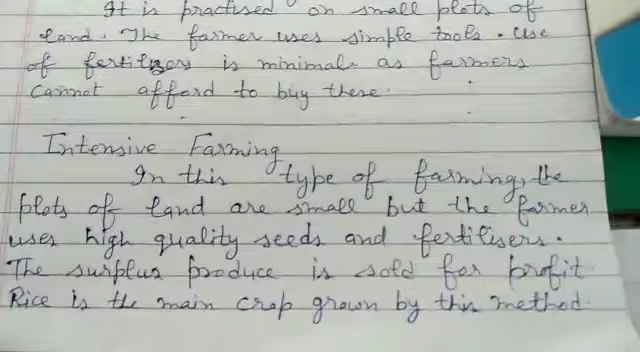 It is practised on small plots of
land. The farmer uses simple tools. Use
of fertilizers is minimal as farmers
cannot afford to buy these.
Intensive Farming
In this type of farming, the
plots of land are small but the farmer
uses high quality seeds and fertilisers.
The surplus produce is sold for profit.
Rice is the main crop grown by this method.